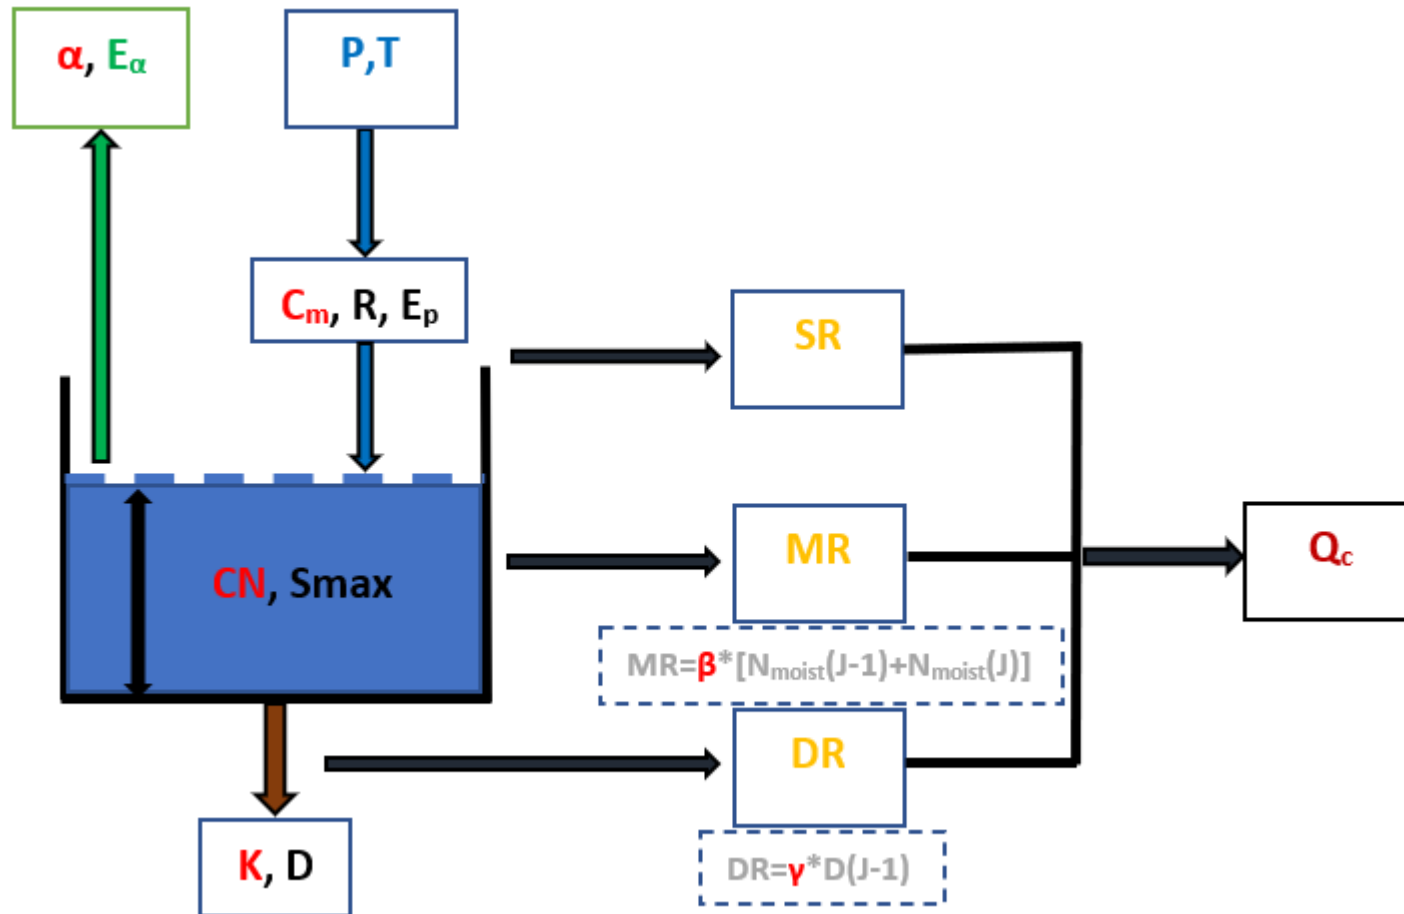 α, Eα
P,T
Cm, R, Ep
SR
MR
Qc
CN, Smax
MR=β*[Nmoist(J-1)+Nmoist(J)]
DR
K, D
DR=γ*D(J-1)